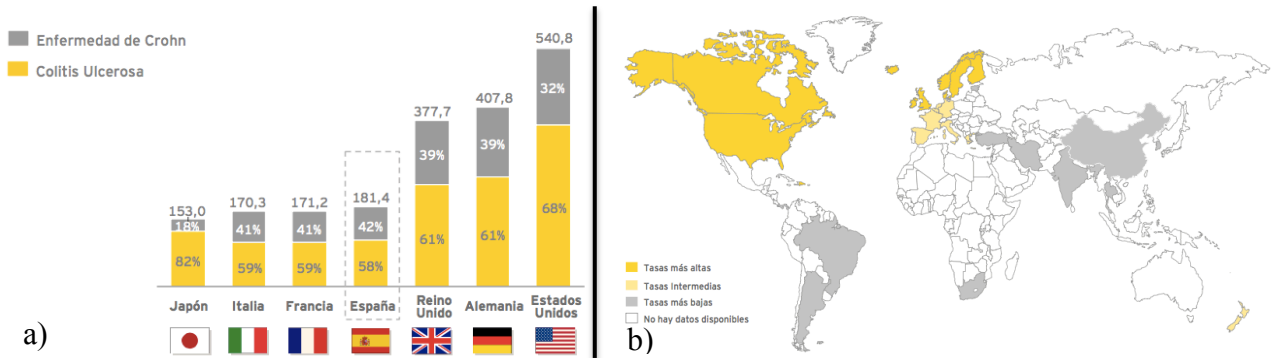 Enfermedad de Crohn
Colitis Ulcerosa
153,0
18%
82%
170,3
41%
59%
171,2
41%
59%
181,4
42%
58%
377,7
39%
61%
407,8
39%
61%
540,8
32%
68%
Japón
Italia
Francia
España
Reino
Unido
Alemania
Estados
Unidos
a)
Tasas más altas
Tasas Intermedias
Tasas más bajas
No hay datos disponibles
b)